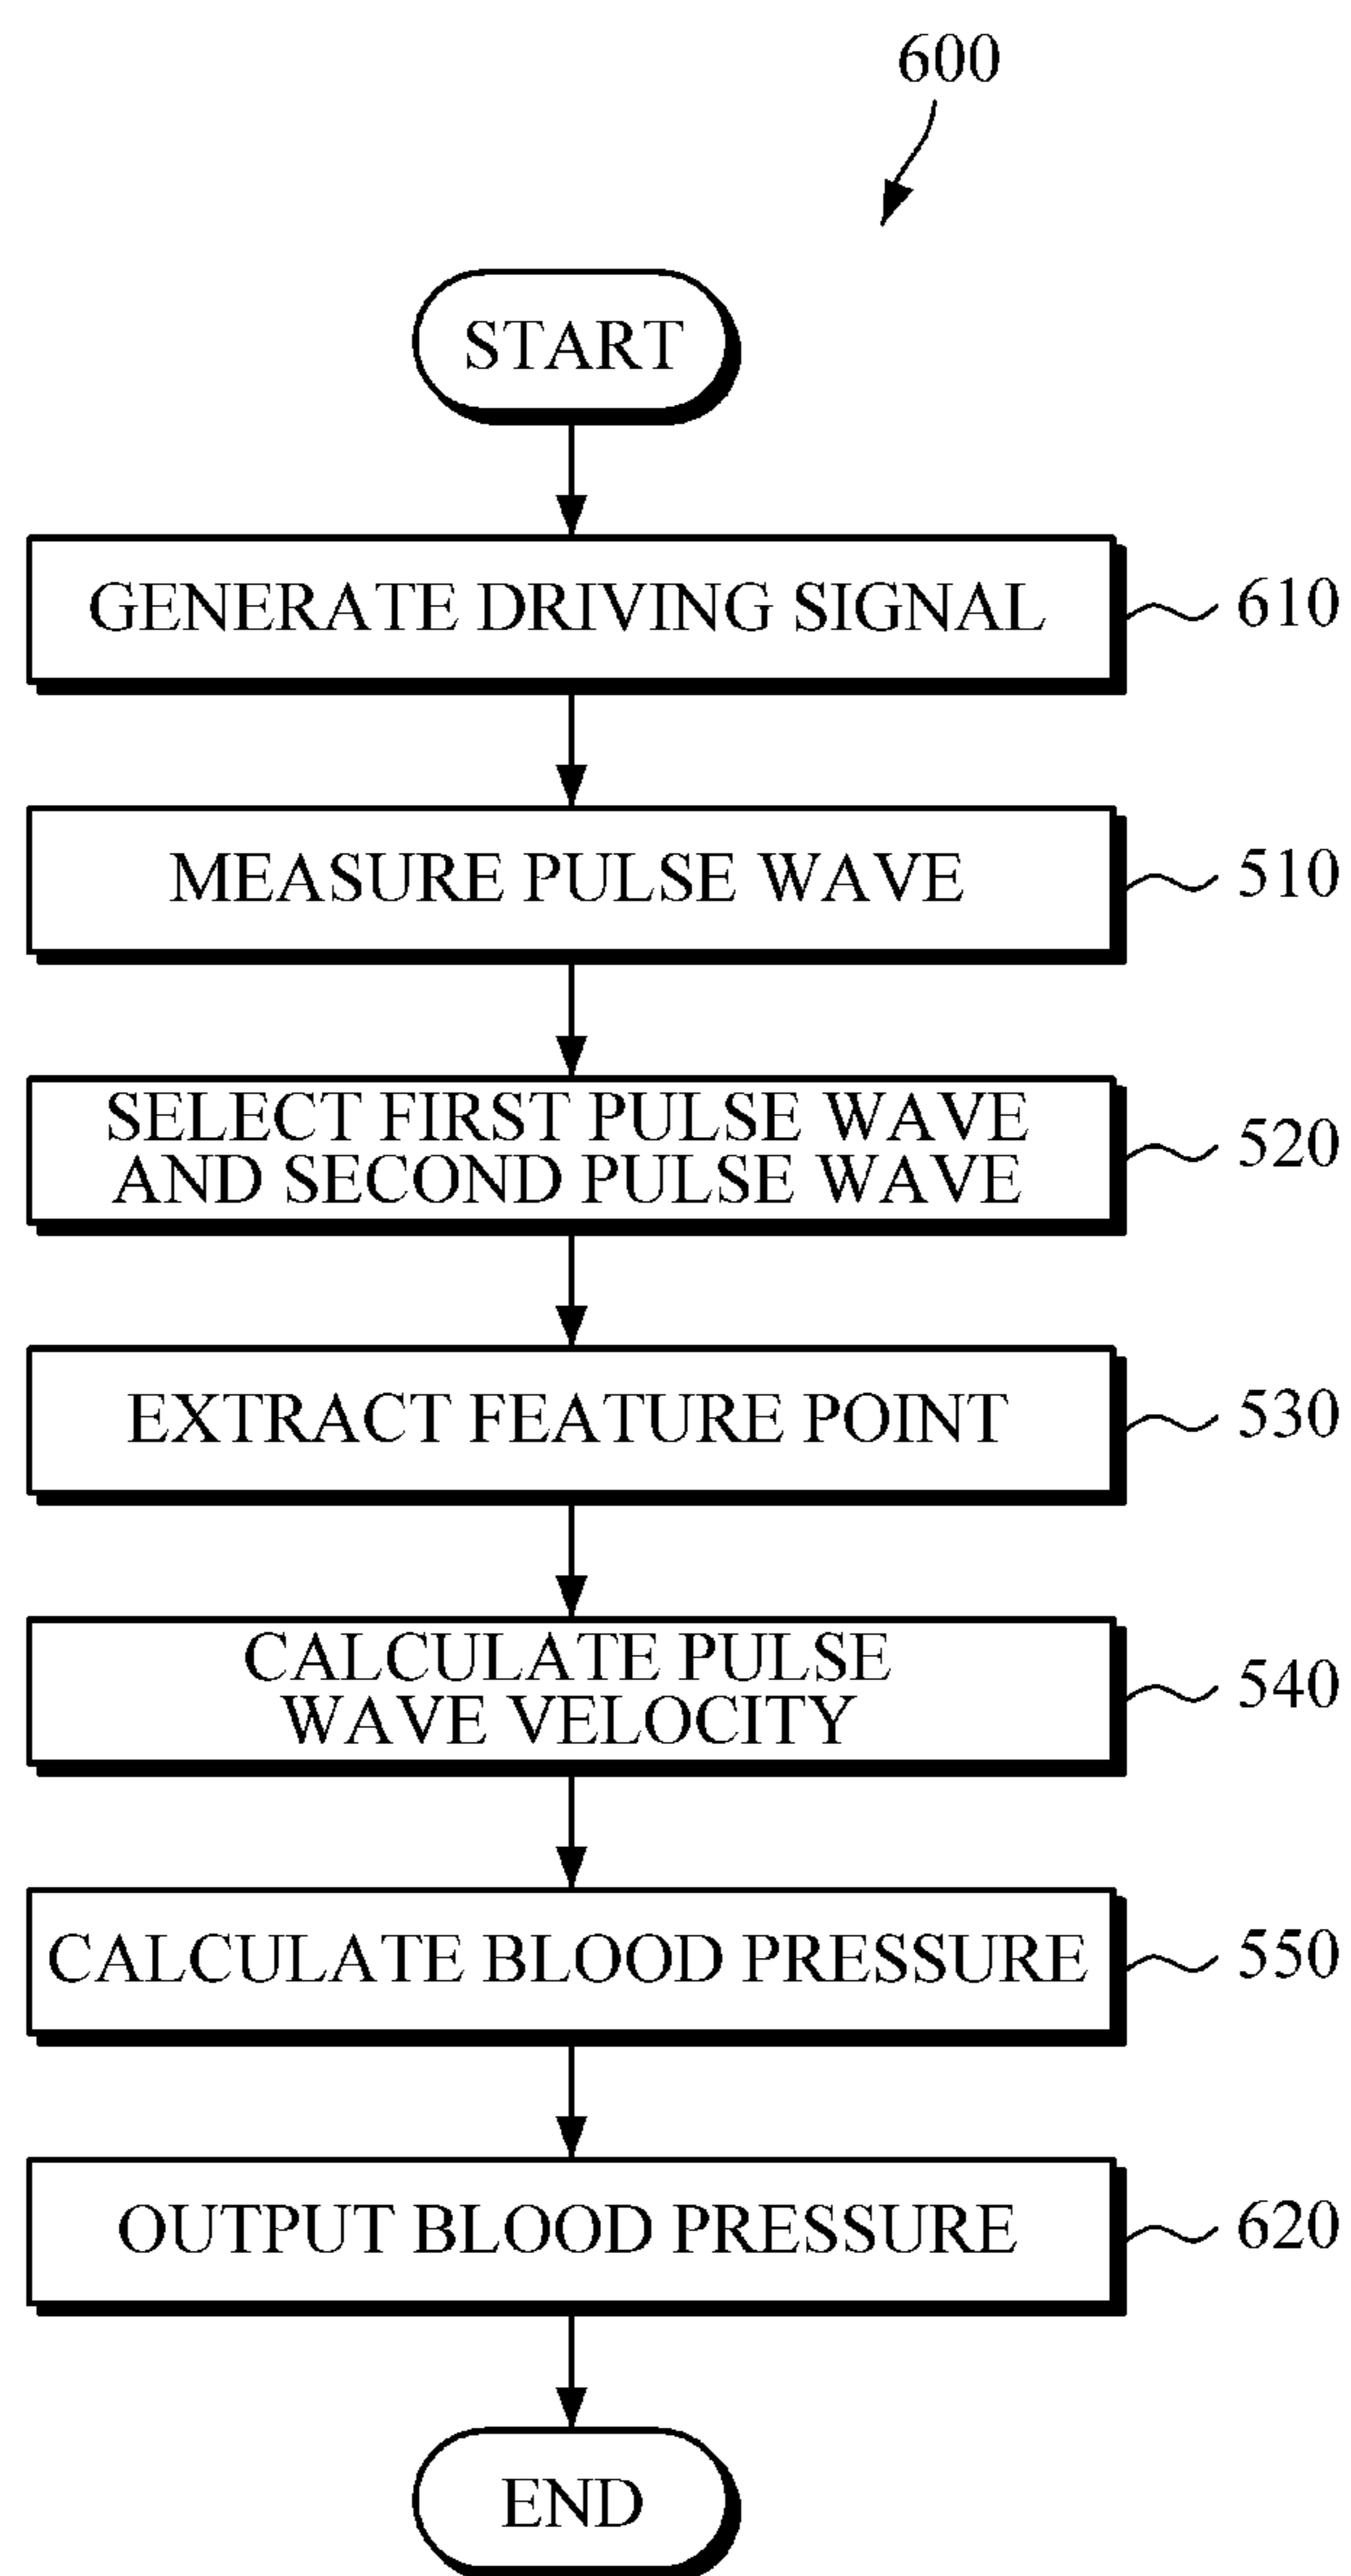 600
START
GENERATE DRIVING SIGNAL
610
MEASURE PULSE WAVE
510
SELECT FIRST PULSE WAVE
AND SECOND PULSE WAVE
520
EXTRACT FEATURE POINT
530
CALCULATE PULSE
WAVE VELOCITY
540
CALCULATE BLOOD PRESSURE
550
OUTPUT BLOOD PRESSURE
620
END